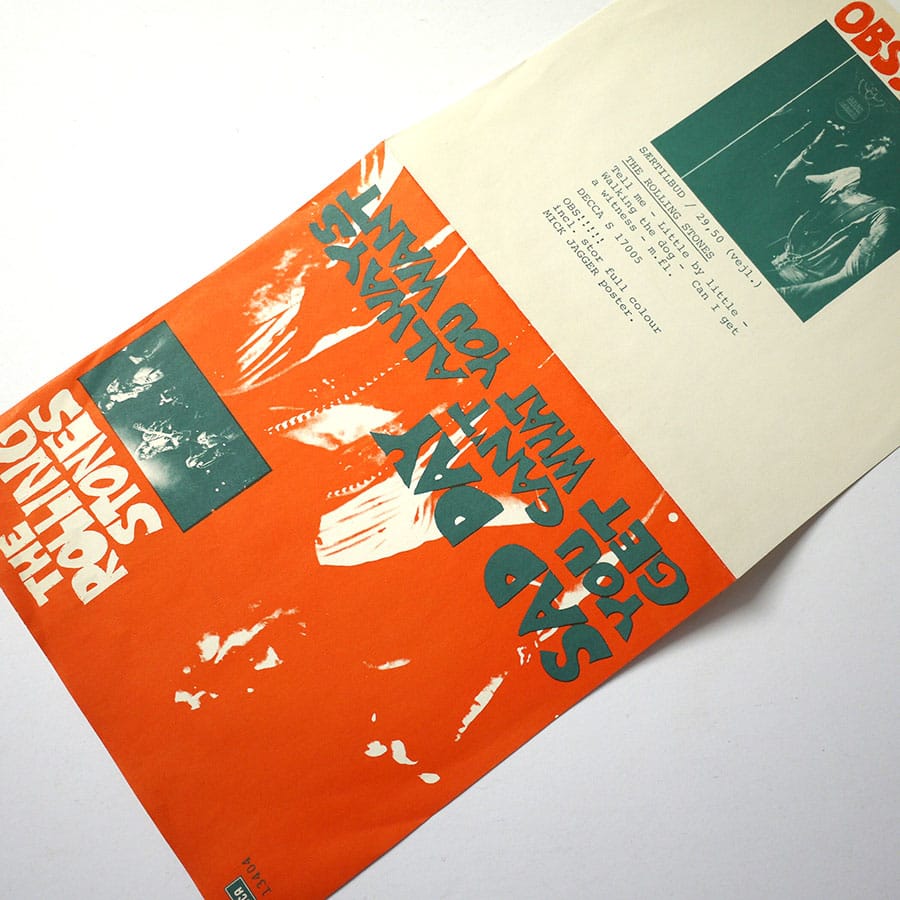 THE
ROLLING
STONES
SAD DAY
YOU CAN'T ALWAYS
GET WHAT YOU WANT
13404
OBS
SÆRTILBUD / 29,50 (vejl.)
THE ROLLING STONES
Tell me - Little by little -
Walking the dog - Can I get
a witness - m.fl.
DECCA S 17005
OBS!!!!!
incl. stor full colour
MICK JAGGER poster.